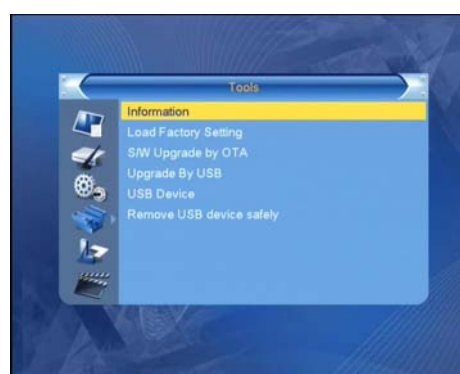 Tools
Information
Load Factory Setting
S/W Upgrade by OTA
Upgrade By USB
USB Device
Remove USB device safely